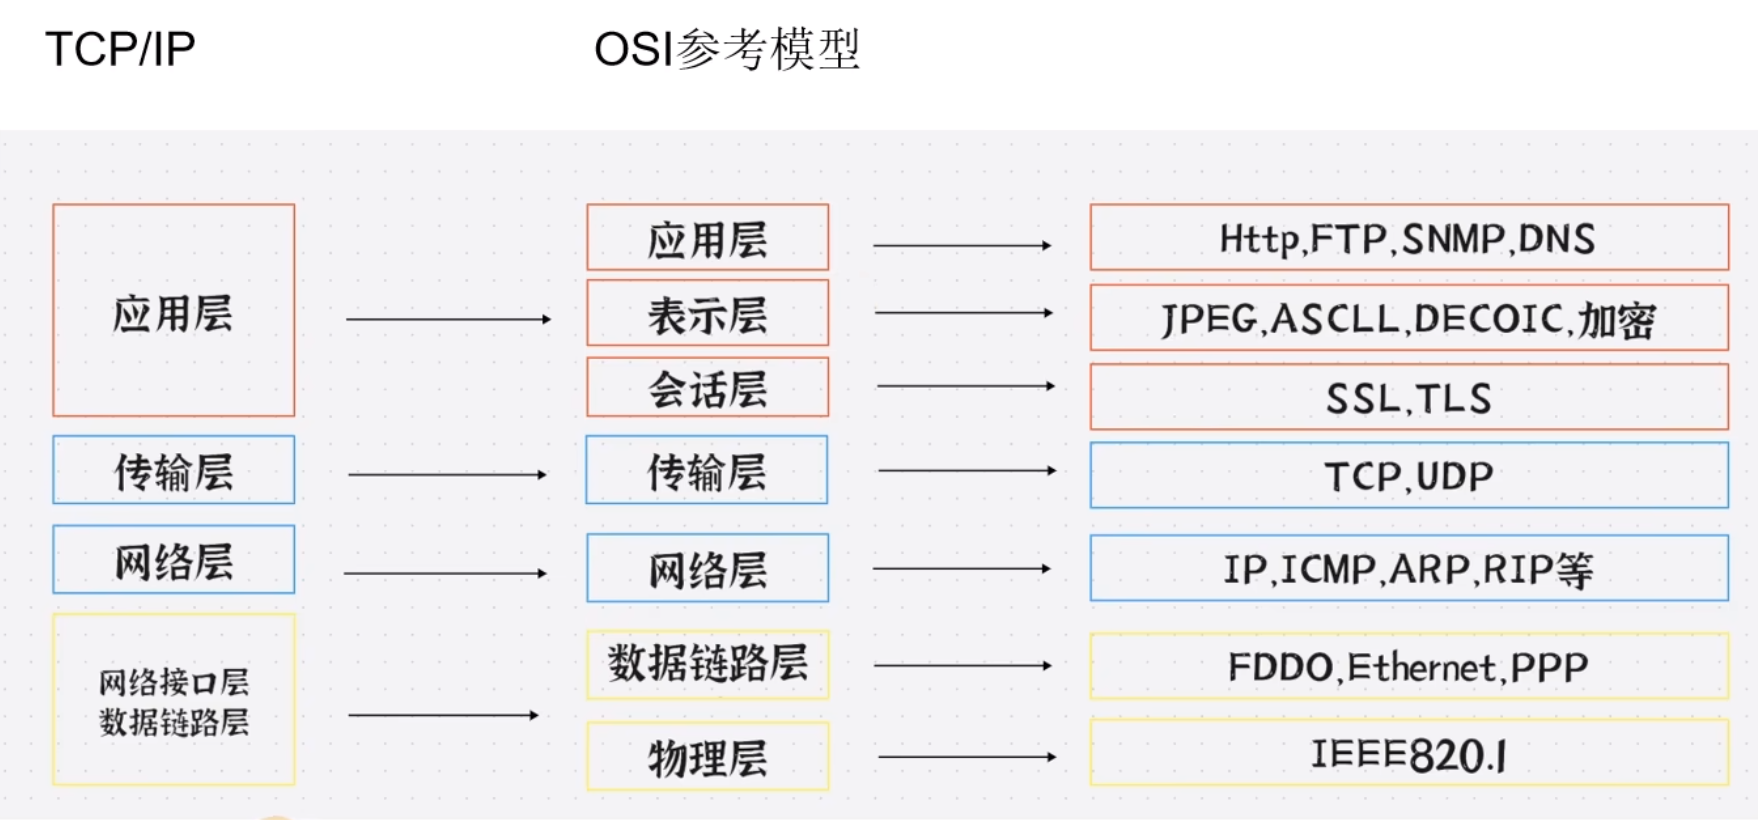 TCP/IP
OSI参考模型
应用层
应用层
Http,FTP,SNMP,DNS
表示层
JPEG,ASCLL,DECOIC,加密
会话层
SSL,TLS
传输层
传输层
TCP,UDP
网络层
网络层
IP,ICMP,ARP,RIP等
网络接口层
数据链路层
数据链路层
FDDO,Ethernet,PPP
物理层
IEEE820.1